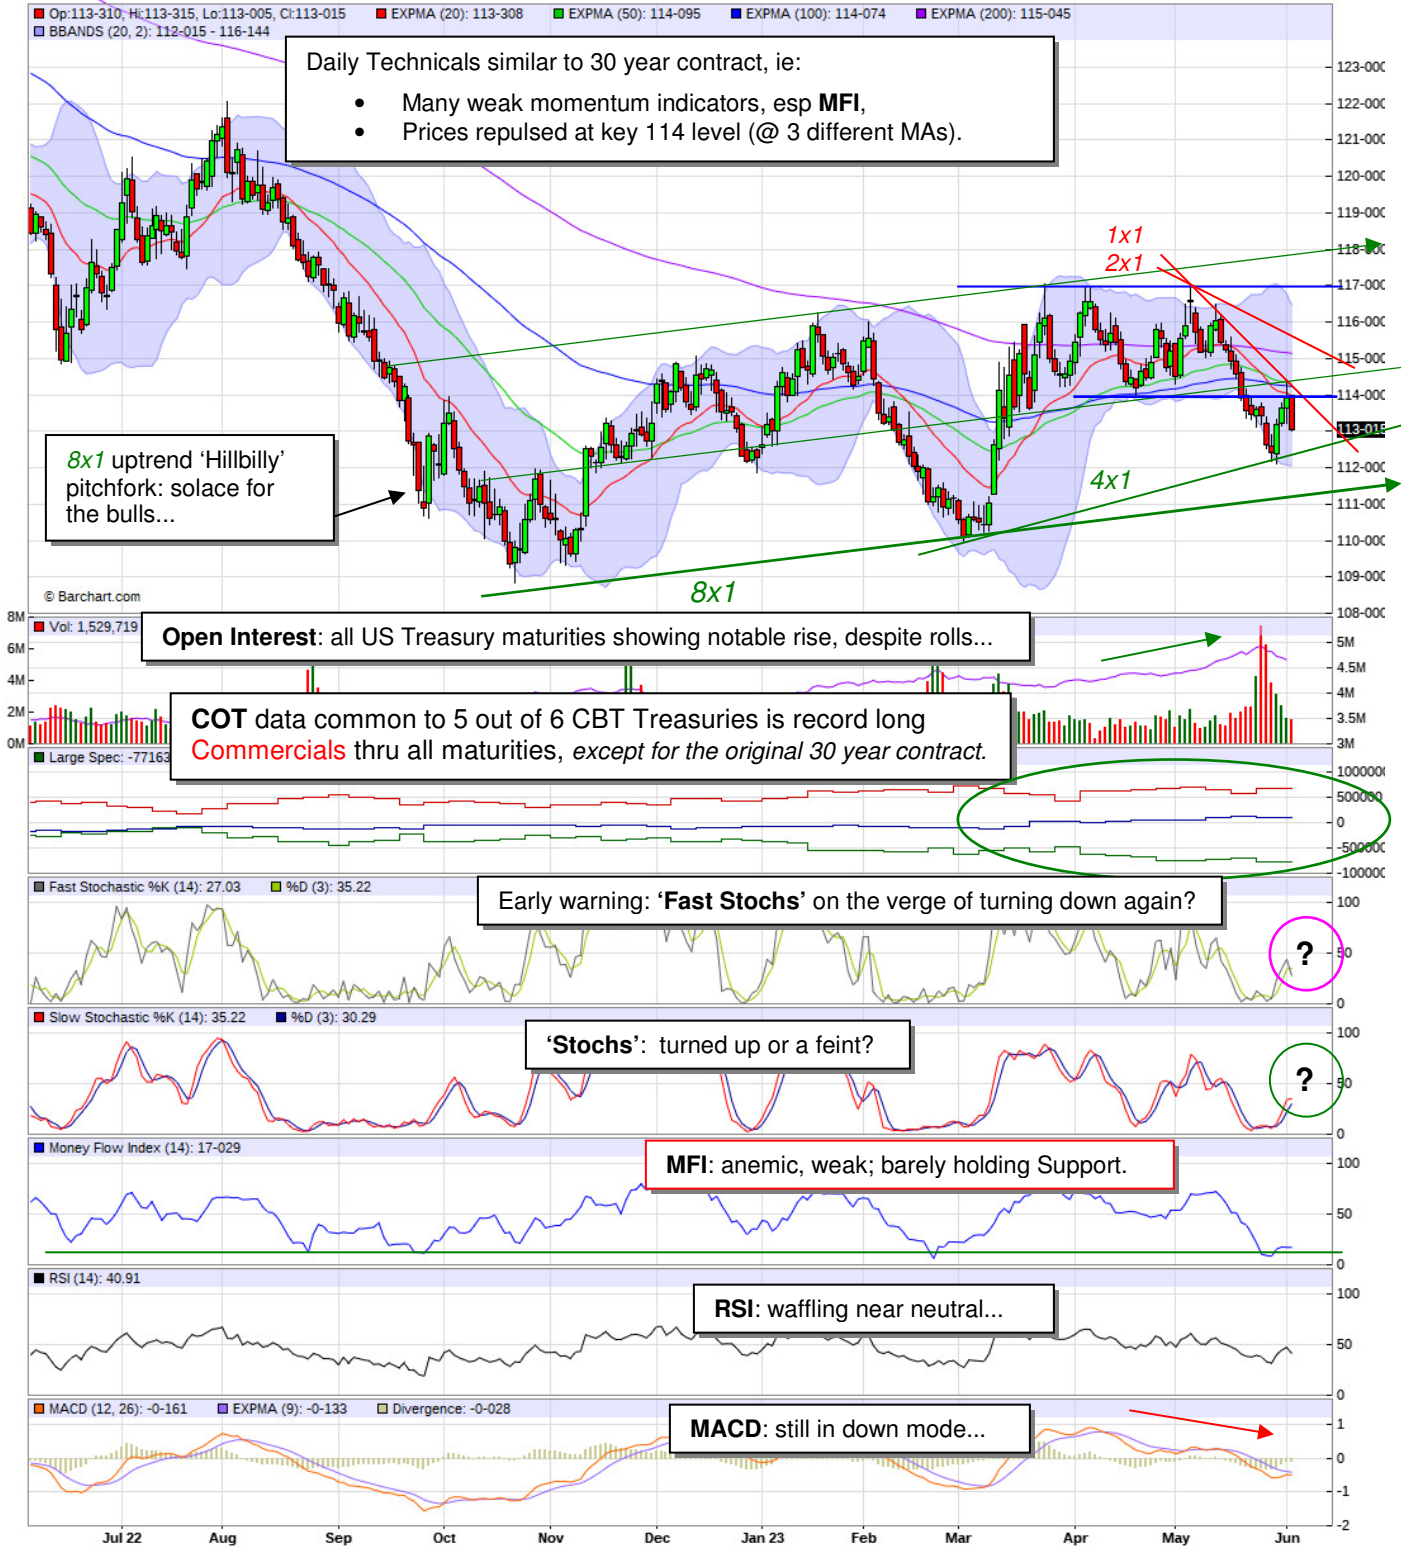 Op:113-310, Hi:113-315, Lo:113-005, Cl:113-015 EXPMA (20): 113-308 EXPMA (50): 114-095 EXPMA (100): 114-074 EXPMA (200): 115-045
BBANDS (20, 2): 112-015 - 116-144
Daily Technicals similar to 30 year contract, ie:
• Many weak momentum indicators, esp MFI,
• Prices repulsed at key 114 level (@ 3 different MAs).
123-000
122-000
121-000
120-000
119-000
118-000
117-000
116-000
115-000
114-000
113-015
112-000
111-000
110-000
109-000
108-000
1x1
2x1
8x1 uptrend ‘Hillbilly’
pitchfork: solace for
the bulls...
4x1
8x1
© Barchart.com
8M
6M
4M
2M
0M
Vol: 1,529,719
Open Interest: all US Treasury maturities showing notable rise, despite rolls...
5M
4.5M
4M
3.5M
3M
COT data common to 5 out of 6 CBT Treasuries is record long
Commercials thru all maturities, except for the original 30 year contract.
Large Spec: -77163
1000000
500000
0
-500000
-100000
Fast Stochastic %K (14): 27.03 %D (3): 35.22
Early warning: ‘Fast Stochs’ on the verge of turning down again?
?
100
50
0
Slow Stochastic %K (14): 35.22 %D (3): 30.29
‘Stochs’: turned up or a feint?
?
100
50
0
Money Flow Index (14): 17-029
MFI: anemic, weak; barely holding Support.
100
50
0
RSI (14): 40.91
RSI: waffling near neutral...
100
50
0
MACD (12, 26): -0-161 EXPMA (9): -0-133 Divergence: -0-028
MACD: still in down mode...
1
0
-1
-2
Jul 22 Aug Sep Oct Nov Dec Jan 23 Feb Mar Apr May Jun